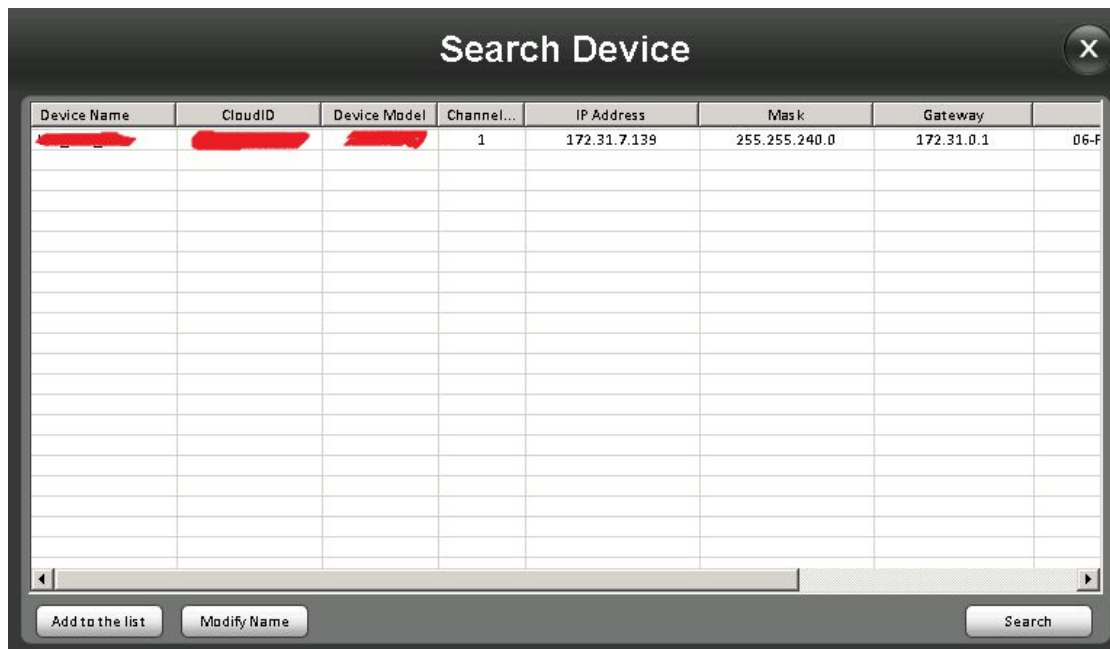 Search Device
X
Device Name CloudID Device Model Channel... IP Address Mask Gateway
1 172.31.7.139 255.255.240.0 172.31.0.1 06-F
Add to the list Modify Name Search